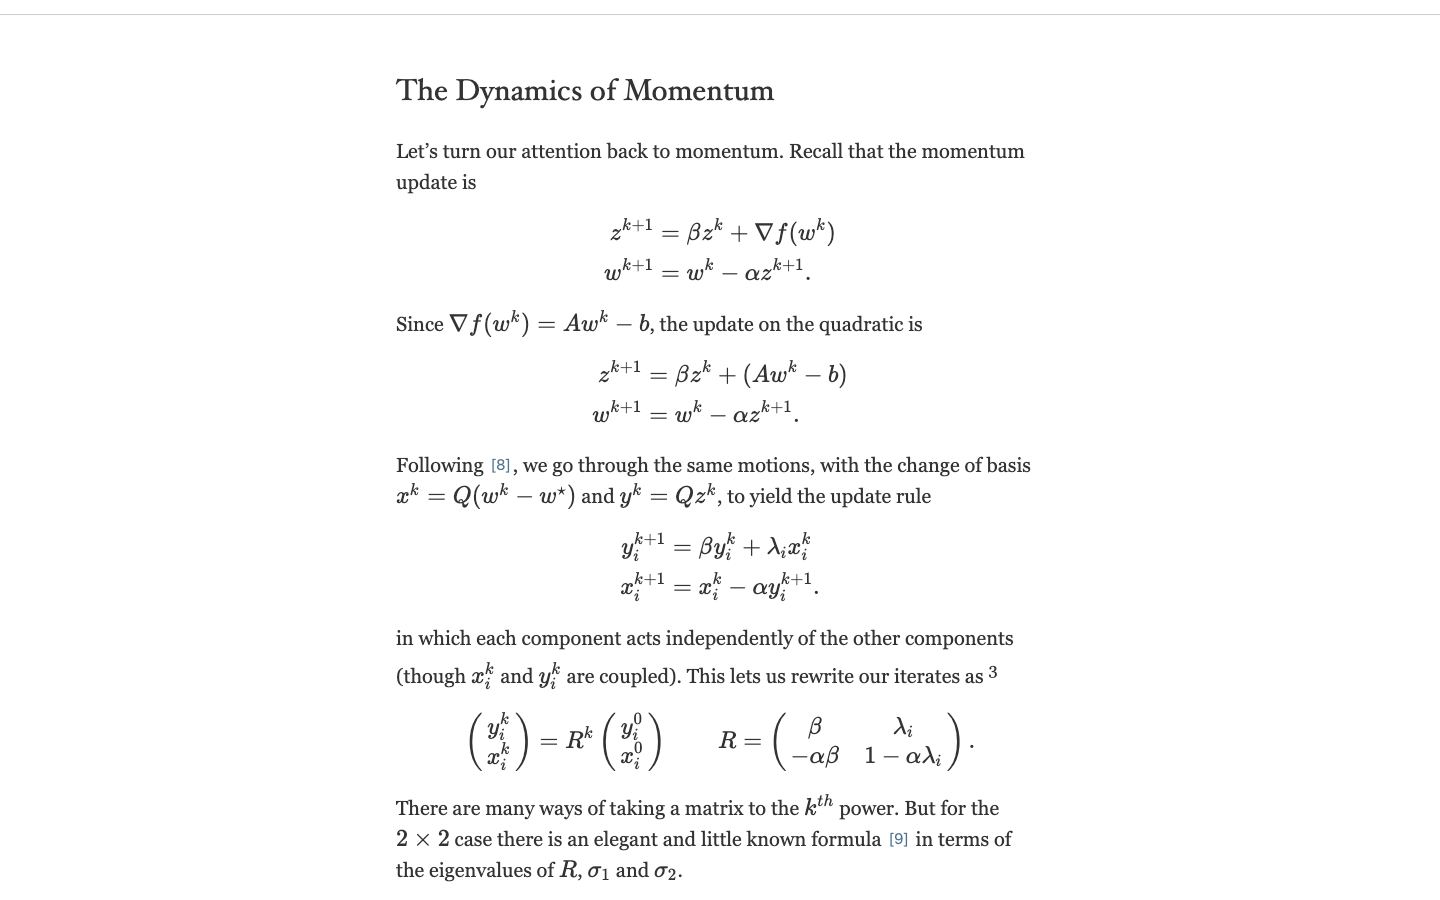 The Dynamics of Momentum
Let’s turn our attention back to momentum. Recall that the momentum
update is
z^{k+1} = βz^k + ∇f(w^k)
w^{k+1} = w^k − αz^{k+1}.
Since ∇f(w^k) = Aw^k − b, the update on the quadratic is
z^{k+1} = βz^k + (Aw^k − b)
w^{k+1} = w^k − αz^{k+1}.
Following [8], we go through the same motions, with the change of basis
x^k = Q(w^k − w^⋆) and y^k = Qz^k, to yield the update rule
y_i^{k+1} = βy_i^k + λ_i x_i^k
x_i^{k+1} = x_i^k − αy_i^{k+1}.
in which each component acts independently of the other components
(though x_i^k and y_i^k are coupled). This lets us rewrite our iterates as ³
(y_i^k x_i^k) = R^k (y_i^0 x_i^0) R = (β λ_i −αβ 1 − αλ_i).
There are many ways of taking a matrix to the k^{th} power. But for the
2 × 2 case there is an elegant and little known formula [9] in terms of
the eigenvalues of R, σ_1 and σ_2.